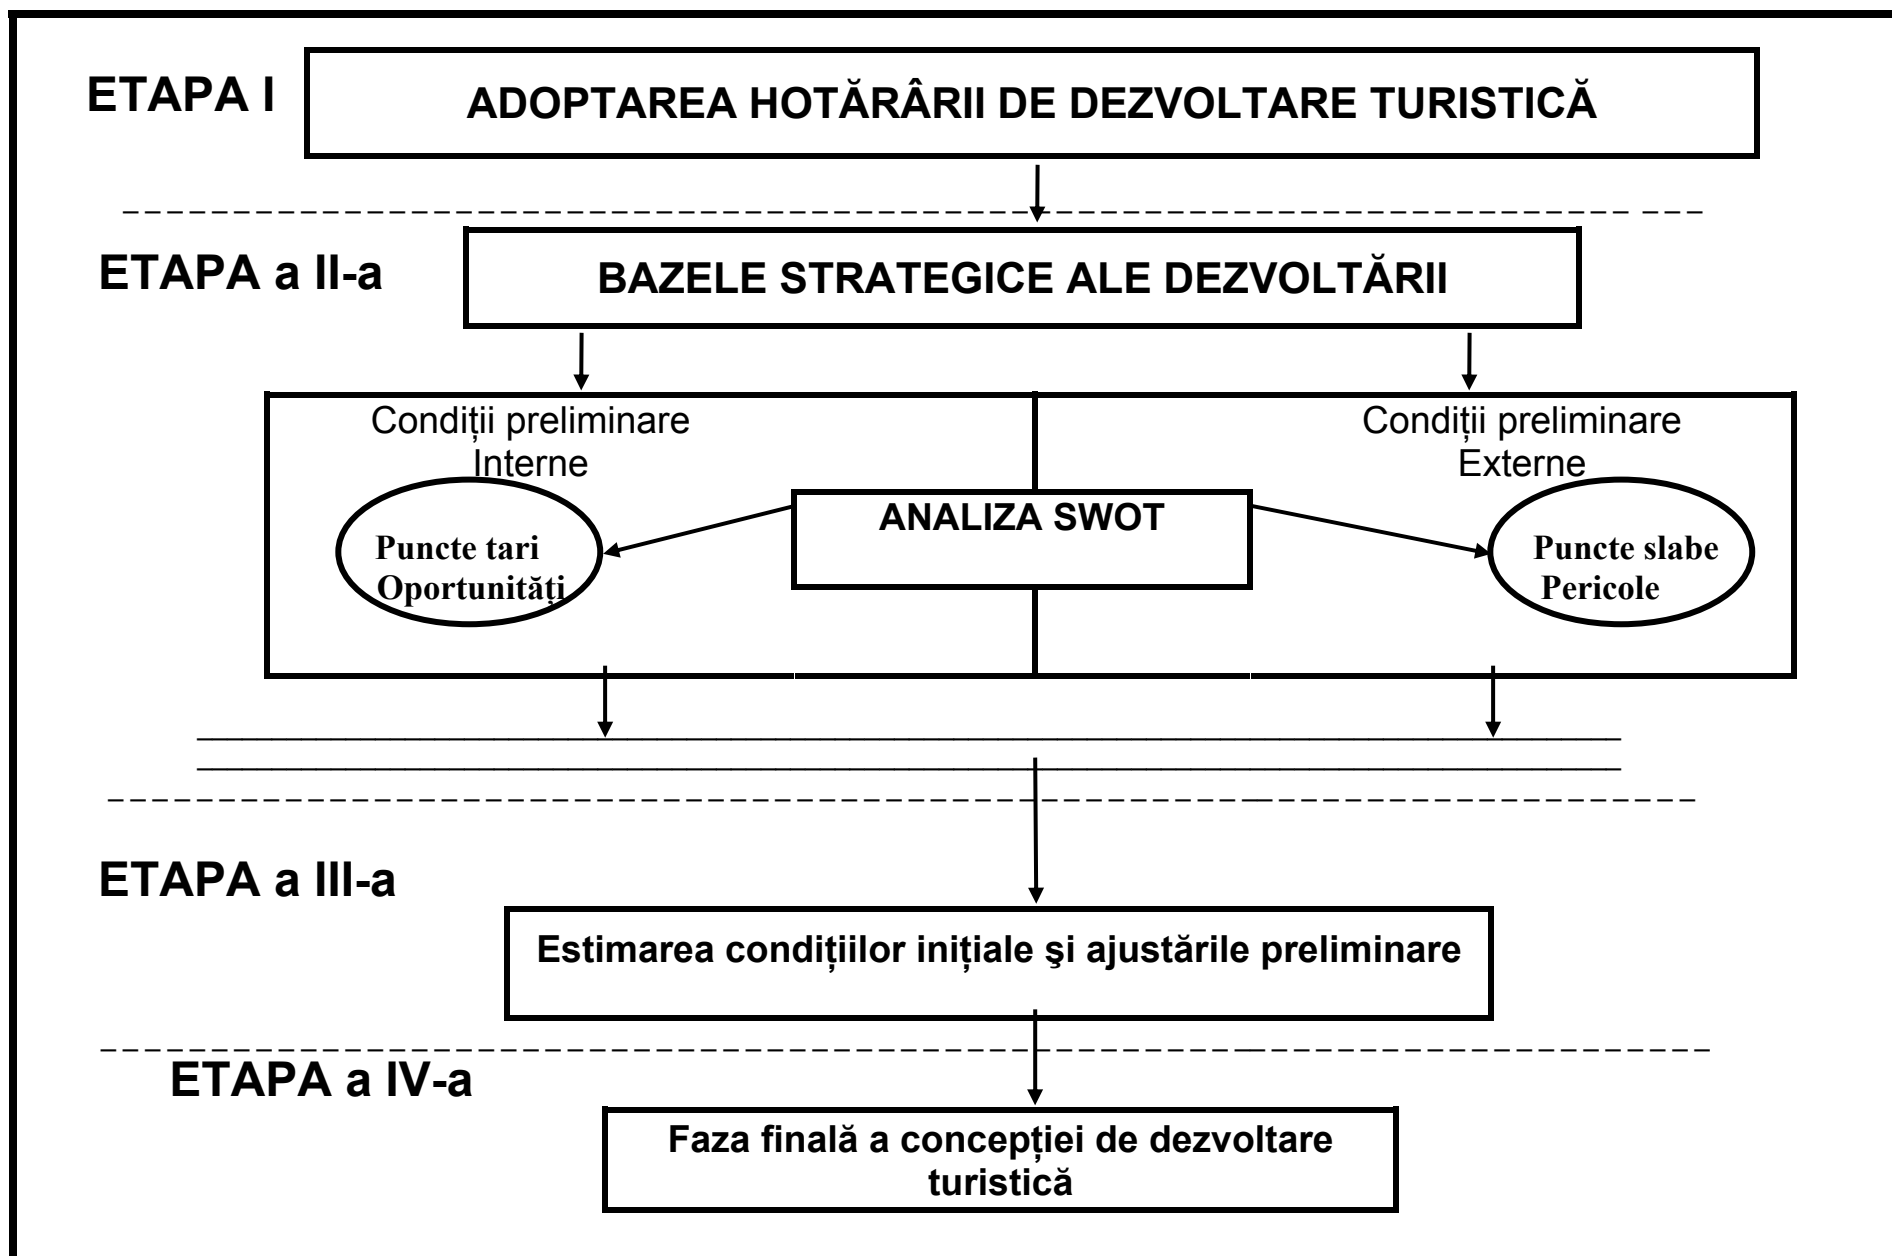 ETAPA I
ADOPTAREA HOTĂRÂRII DE DEZVOLTARE TURISTICĂ
ETAPA a II-a
BAZELE STRATEGICE ALE DEZVOLTĂRII
Condiții preliminare
Interne
Condiții preliminare
Externe
ANALIZA SWOT
Puncte tari
Oportunități
Puncte slabe
Pericole
ETAPA a III-a
Estimarea condițiilor inițiale şi ajustările preliminare
ETAPA a IV-a
Faza finală a concepției de dezvoltare
turistică